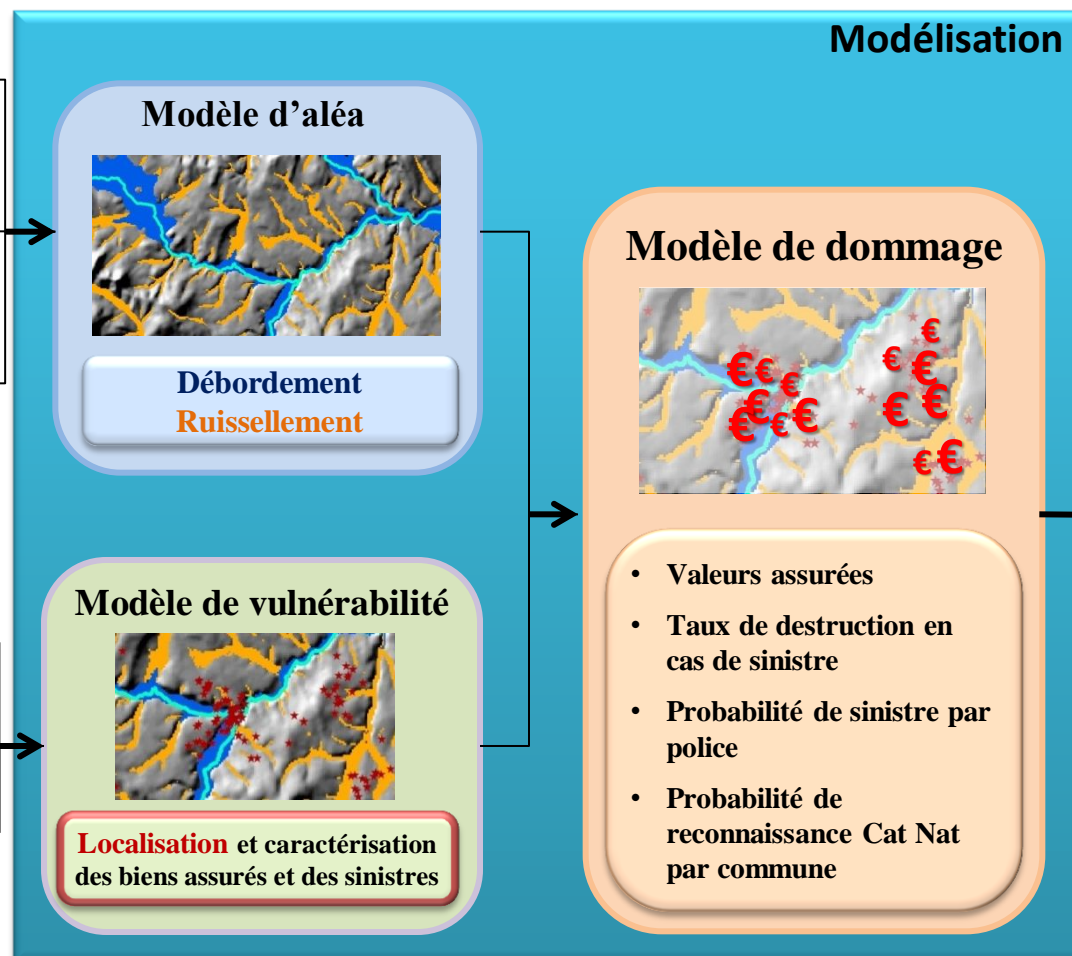 Modélisation
Modèle d'aléa
Débordement
Ruissellement
Modèle de vulnérabilité
Localisation et caractérisation
des biens assurés et des sinistres
Modèle de dommage
€ € € € € € € €
€ € € € € € €
• Valeurs assurées
• Taux de destruction en
cas de sinistre
• Probabilité de sinistre par
police
• Probabilité de
reconnaissance Cat Nat
par commune